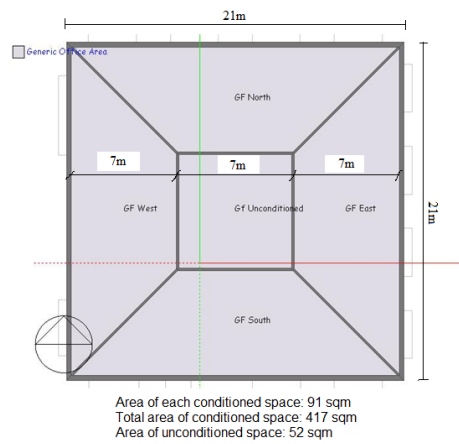 21m
Generic Office Area
GF North
7m
7m
7m
GF West
Gf Unconditioned
GF East
21m
GF South
Area of each conditioned space: 91 sqm
Total area of conditioned space: 417 sqm
Area of unconditioned space: 52 sqm